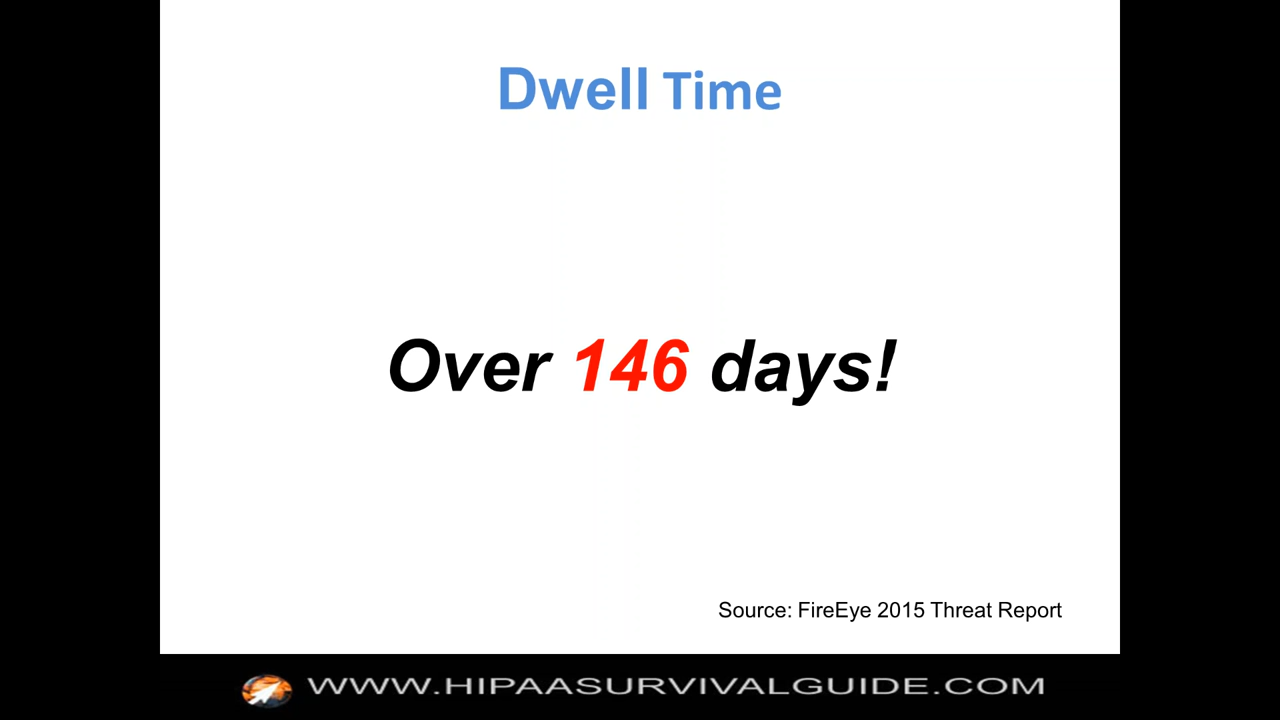 Dwell Time
Over 146 days!
Source: FireEye 2015 Threat Report
WWW.HIPAASURVIVALGUIDE.COM